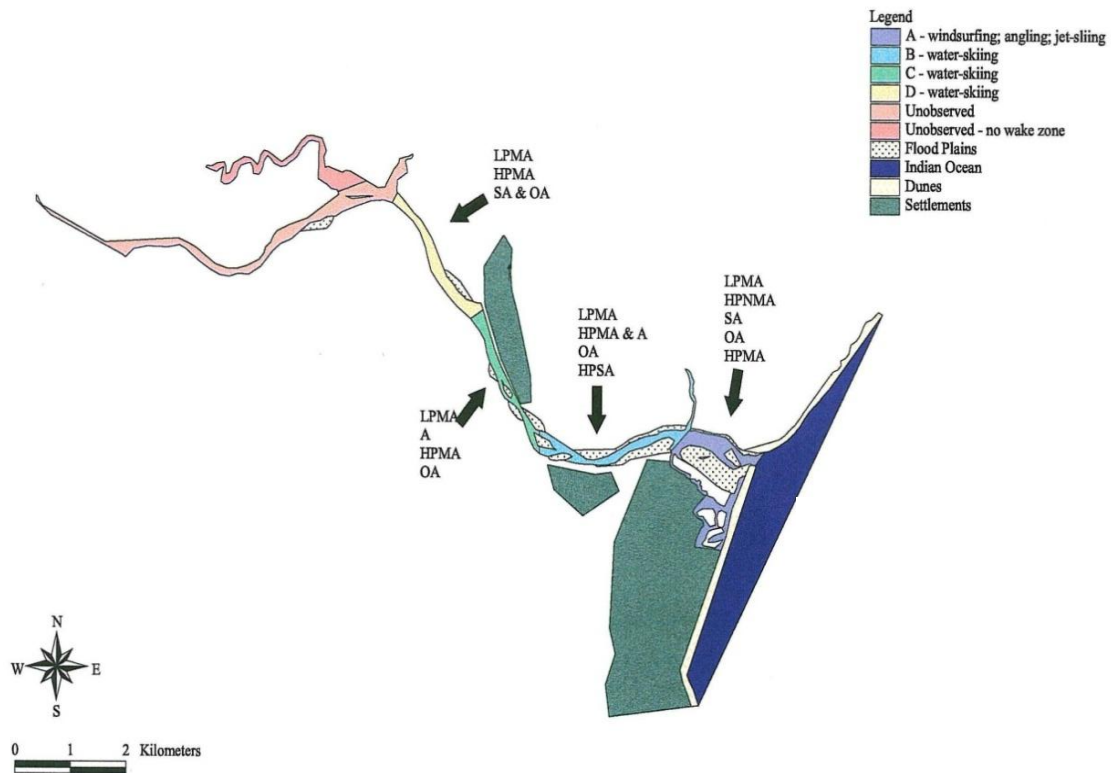 Legend
A - windsurfing; angling; jet-sliing
B - water-skiing
C - water-skiing
D - water-skiing
Unobserved
Unobserved - no wake zone
Flood Plains
Indian Ocean
Dunes
Settlements
LPMA
HPMA
SA & OA
LPMA
HPMA & A
OA
HPSA
LPMA
HPNMA
SA
OA
HPMA
LPMA
A
HPMA
OA
N
W E
S
0 1 2 Kilometers